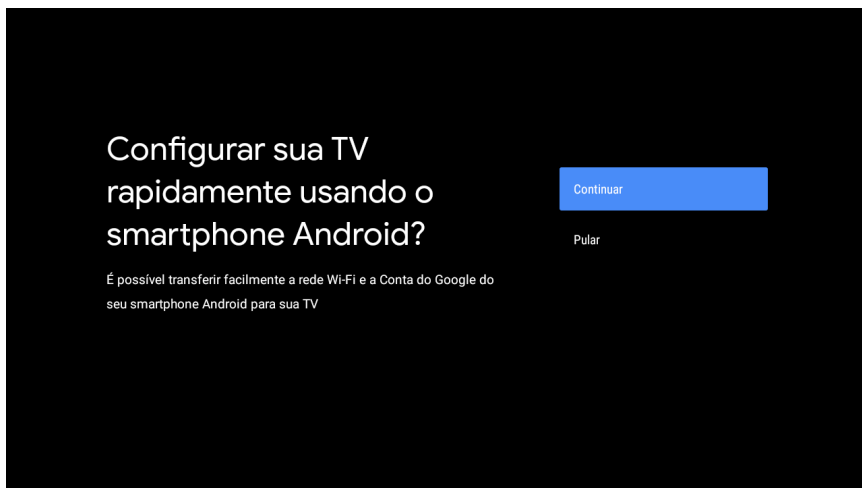 Configurar sua TV
rapidamente usando o
smartphone Android?
É possível transferir facilmente a rede Wi-Fi e a Conta do Google do
seu smartphone Android para sua TV
Continuar
Pular